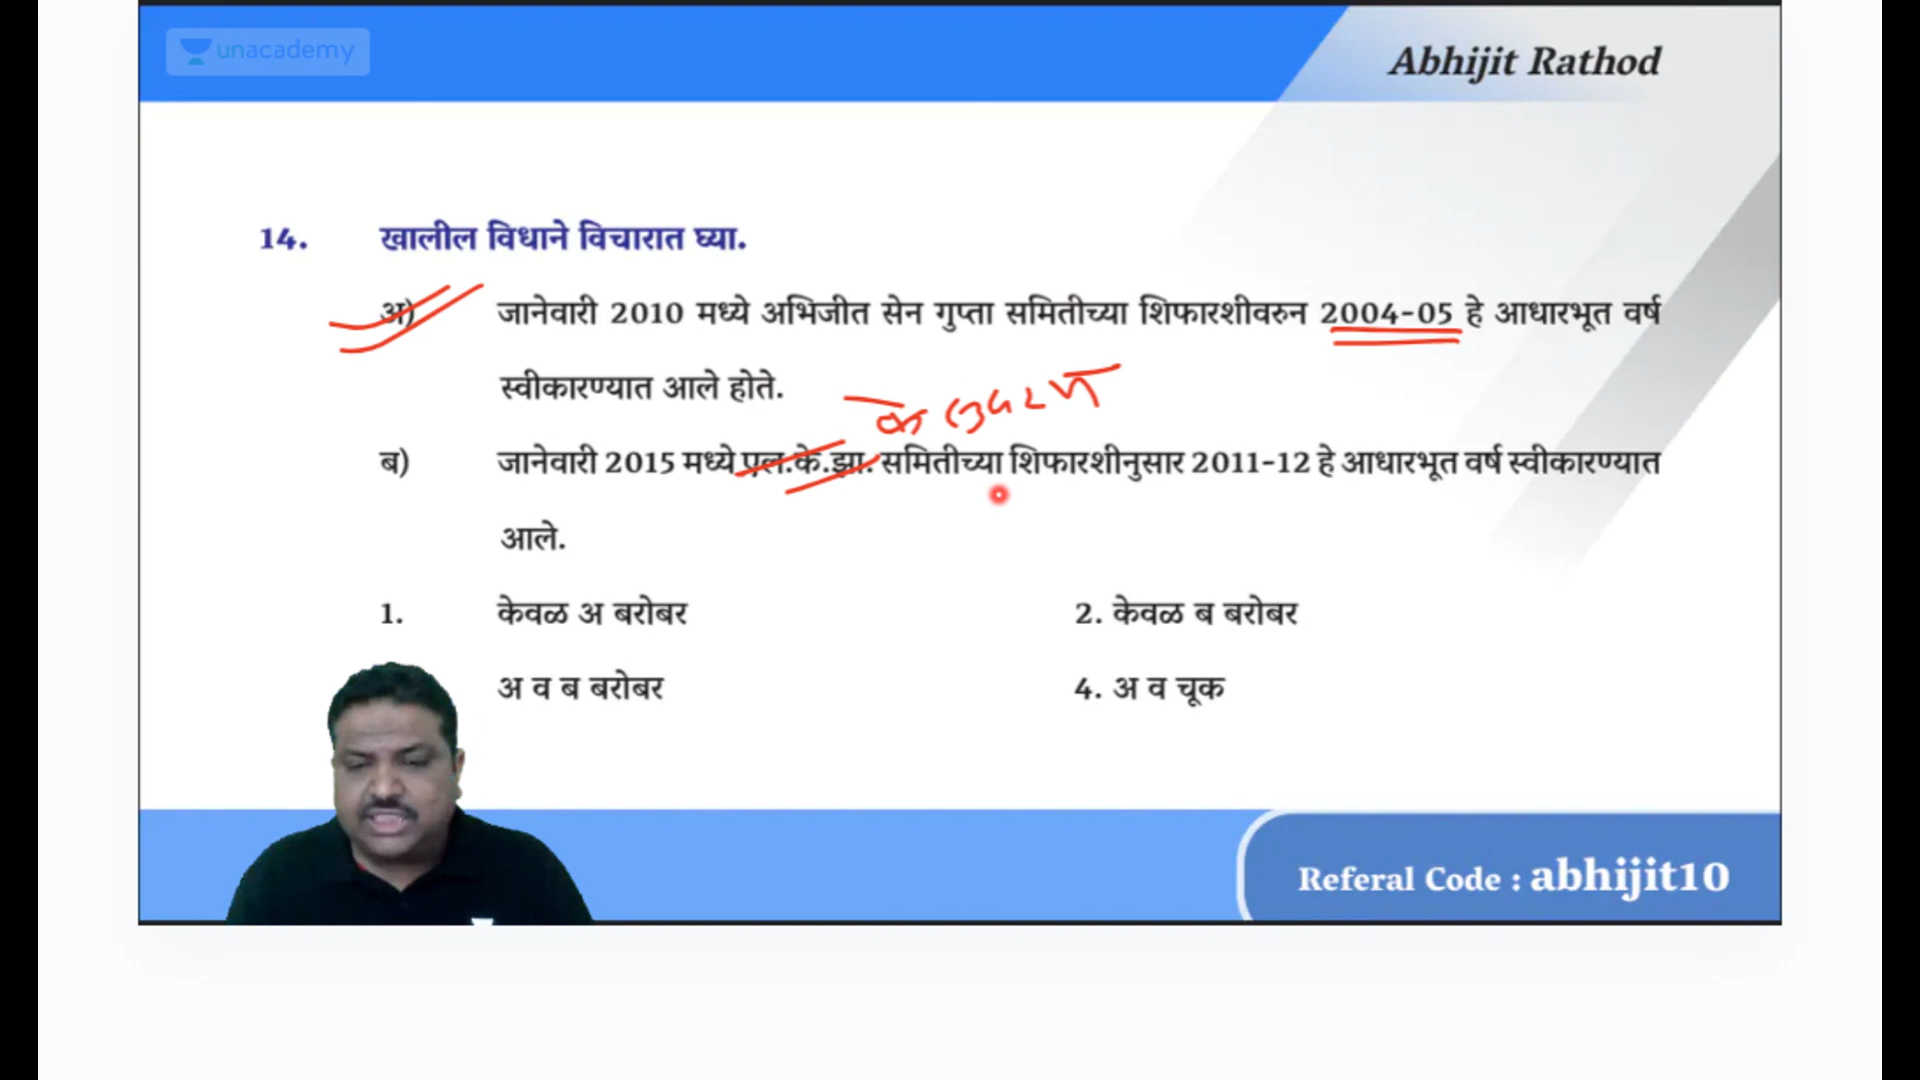 unacademy
Abhijit Rathod
14. खालील विधाने विचारात घ्या.
अ) जानेवारी 2010 मध्ये अभिजीत सेन गुप्ता समितीच्या शिफारशीवरुन 2004-05 हे आधारभूत वर्ष
स्वीकारण्यात आले होते.
ब) जानेवारी 2015 मध्ये एल.के.झा. समितीच्या शिफारशीनुसार 2011-12 हे आधारभूत वर्ष स्वीकारण्यात
आले.
1. केवळ अ बरोबर 2. केवळ ब बरोबर
अ व ब बरोबर 4. अ व चूक
Referal Code : abhijit10